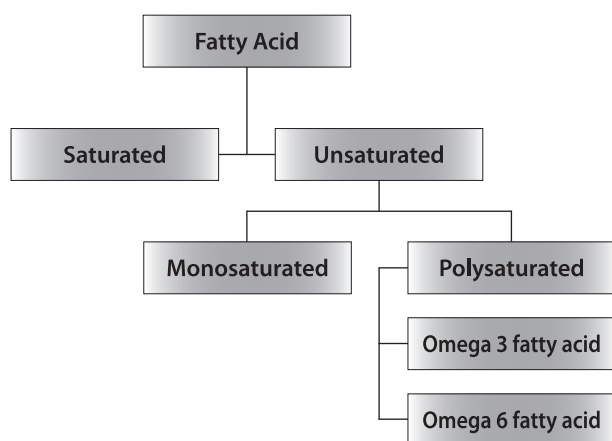 Fatty Acid
Saturated
Unsaturated
Monosaturated
Polysaturated
Omega 3 fatty acid
Omega 6 fatty acid